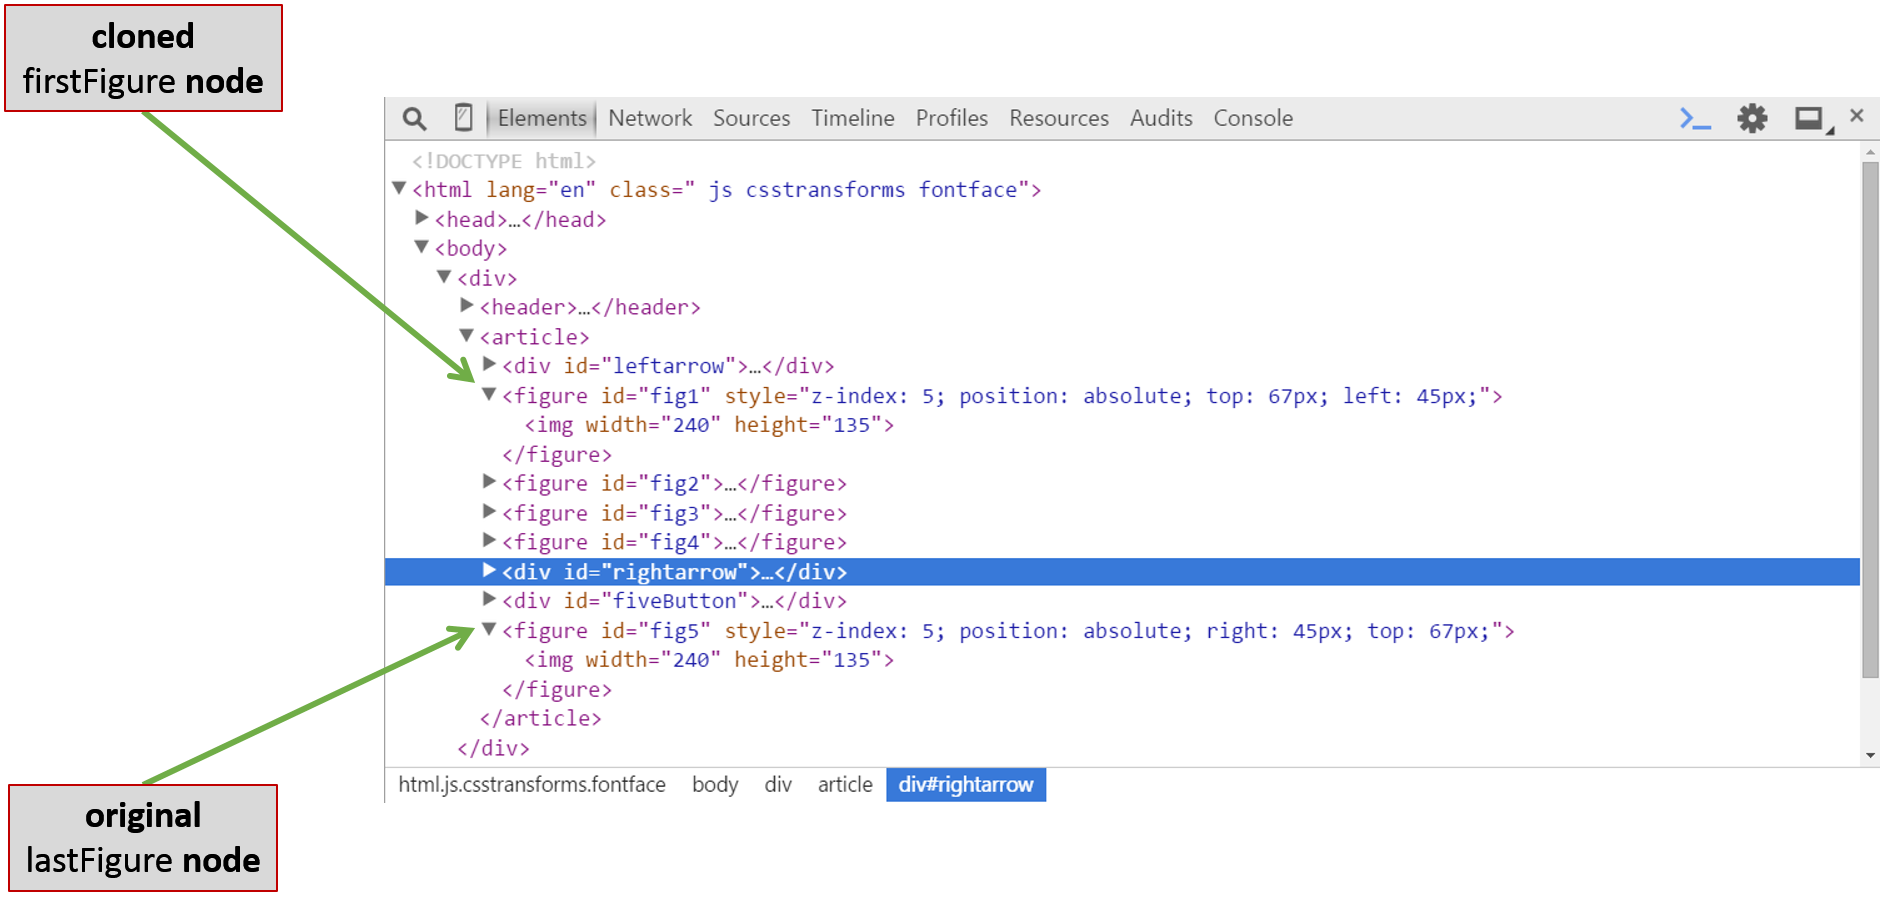 cloned
firstFigure node
Elements Network Sources Timeline Profiles Resources Audits Console
<!DOCTYPE html>
<html lang="en" class=" js csstransforms fontface">
<head>…</head>
<body>
<div>
<header>…</header>
<article>
<div id="leftarrow">…</div>
<figure id="fig1" style="z-index: 5; position: absolute; top: 67px; left: 45px;">
<img width="240" height="135">
</figure>
<figure id="fig2">…</figure>
<figure id="fig3">…</figure>
<figure id="fig4">…</figure>
<div id="rightarrow">…</div>
<div id="fiveButton">…</div>
<figure id="fig5" style="z-index: 5; position: absolute; right: 45px; top: 67px;">
<img width="240" height="135">
</figure>
</article>
</div>
html.js.csstransforms.fontface body div article div#rightarrow
original
lastFigure node